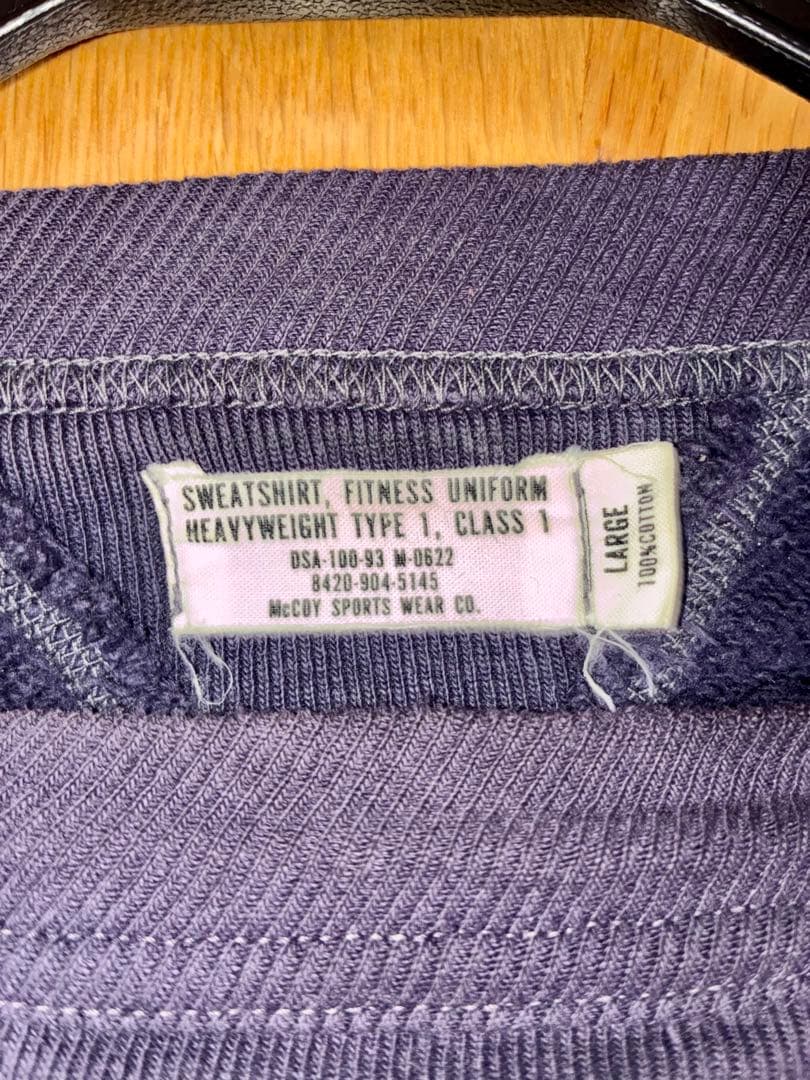 SWEATSHIRT, FITNESS UNIFORM
HEAVYWEIGHT TYPE 1, CLASS 1
DSA-100-93 M-0622
8420-904-5145
McCOY SPORTS WEAR CO.
LARGE
100%COTTON